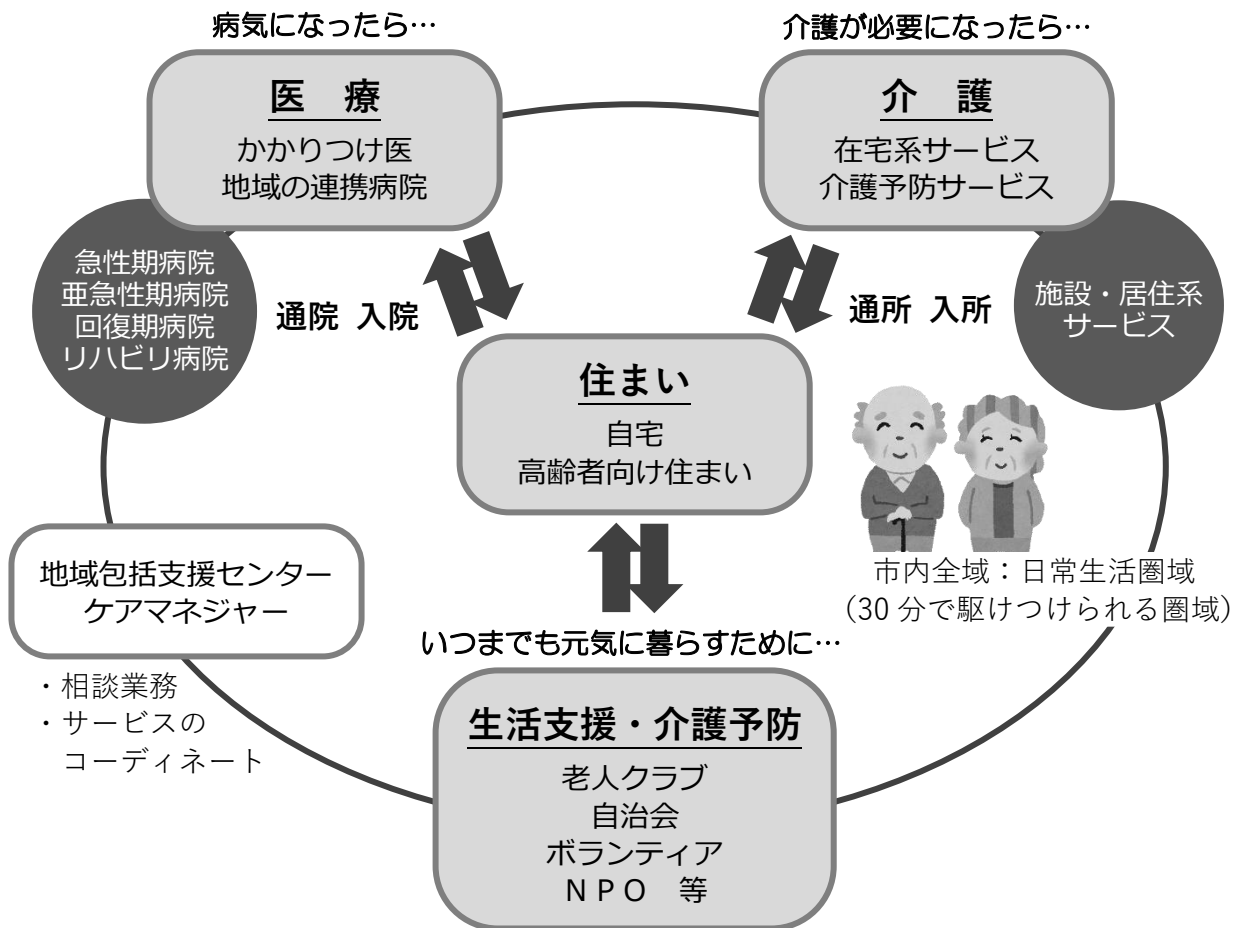 病気になったら…
医　療
かかりつけ医
地域の連携病院
急性期病院
亜急性期病院
回復期病院
リハビリ病院
通院 入院
介護が必要になったら…
介　護
在宅系サービス
介護予防サービス
施設・居住系
サービス
通所 入所
住まい
自宅
高齢者向け住まい
市内全域：日常生活圏域
（30 分で駆けつけられる圏域）
地域包括支援センター
ケアマネジャー
・相談業務
・サービスの
コーディネート
いつまでも元気に暮らすために…
生活支援・介護予防
老人クラブ
自治会
ボランティア
ＮＰＯ　等